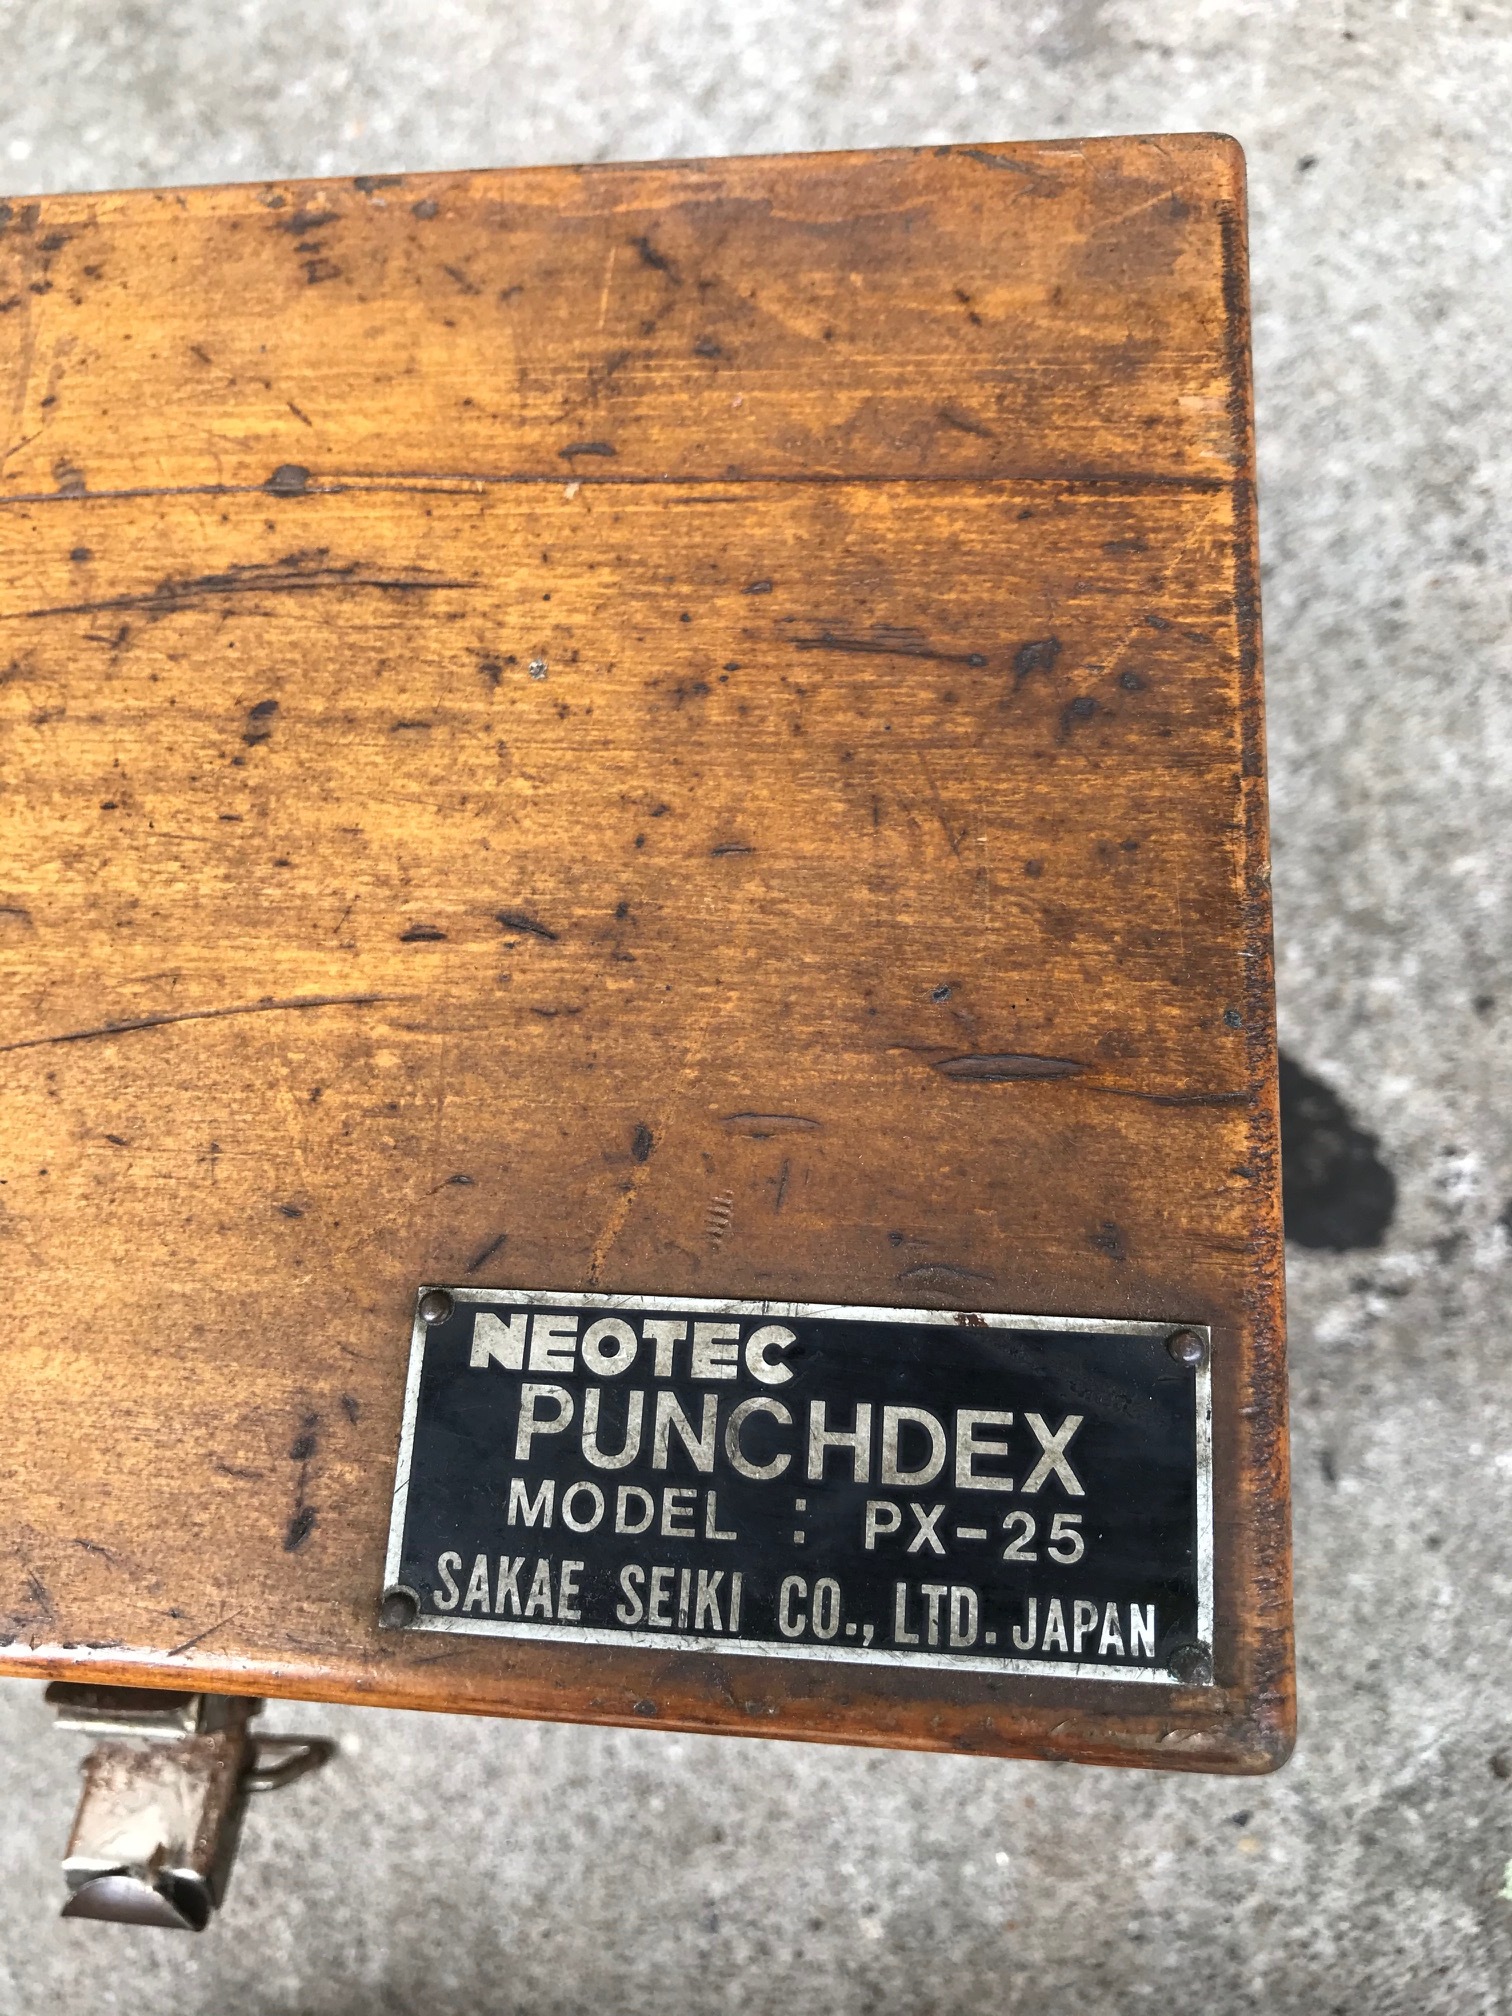 NEOTEC
PUNCHDEX
MODEL : PX-25
SAKAE SEIKI CO., LTD. JAPAN